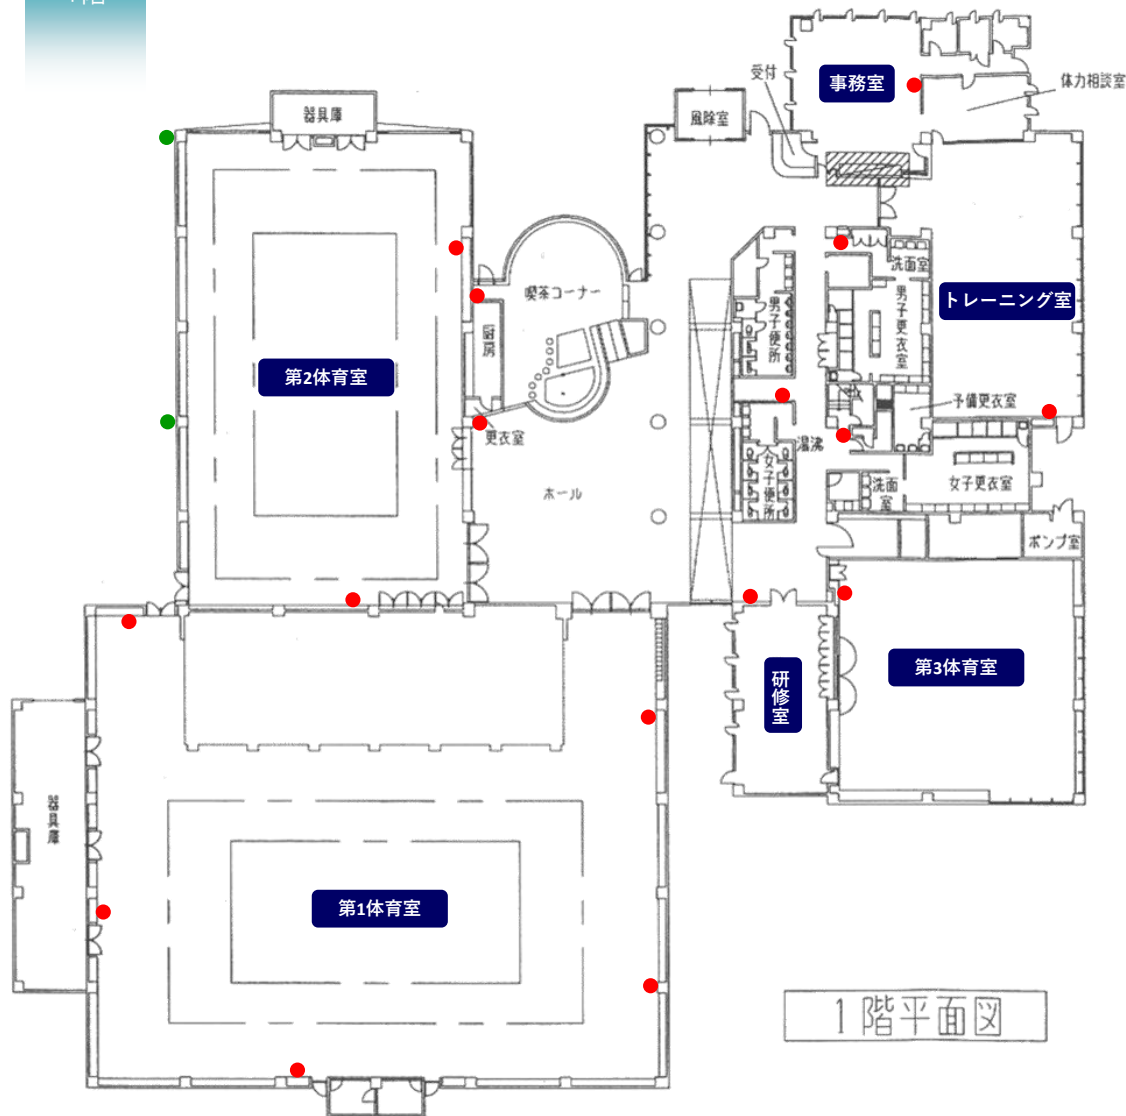 事務室
受付
体力相談室
風除室
器具庫
洗面室
喫茶コーナー
男子便所
男子更衣室
トレーニング室
厨房
第2体育室
予備更衣室
更衣室
湯沸
女子便所
洗面室
女子更衣室
ホール
ポンプ室
研修室
第3体育室
器具庫
第1体育室
1階平面図